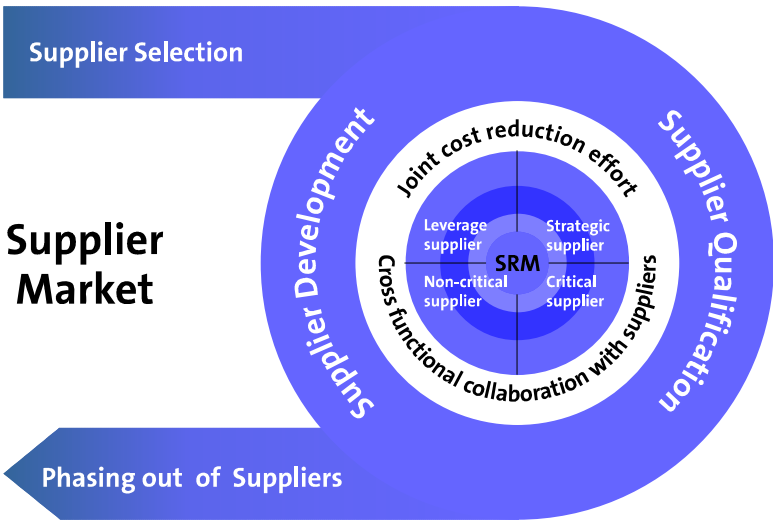 Supplier Selection
Supplier Development
Supplier Qualification
Joint cost reduction effort
Supplier
Market
Leverage
supplier
Strategic
supplier
SRM
Non-critical
supplier
Critical
supplier
Cross functional collaboration with suppliers
Phasing out of Suppliers